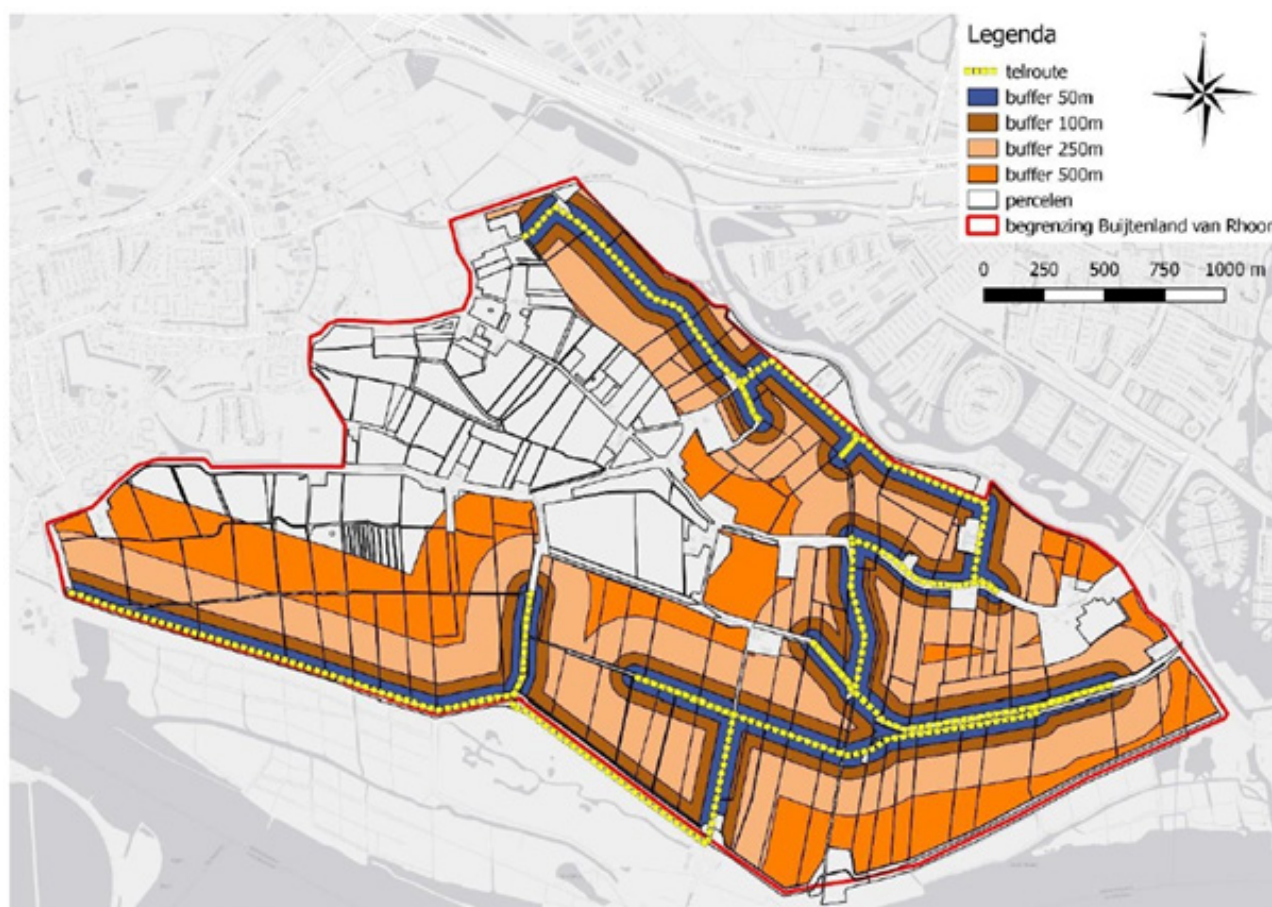 Legenda
telroute
buffer 50m
buffer 100m
buffer 250m
buffer 500m
percelen
begrenzing Buijtenland van Rhoon
0 250 500 750 1000 m